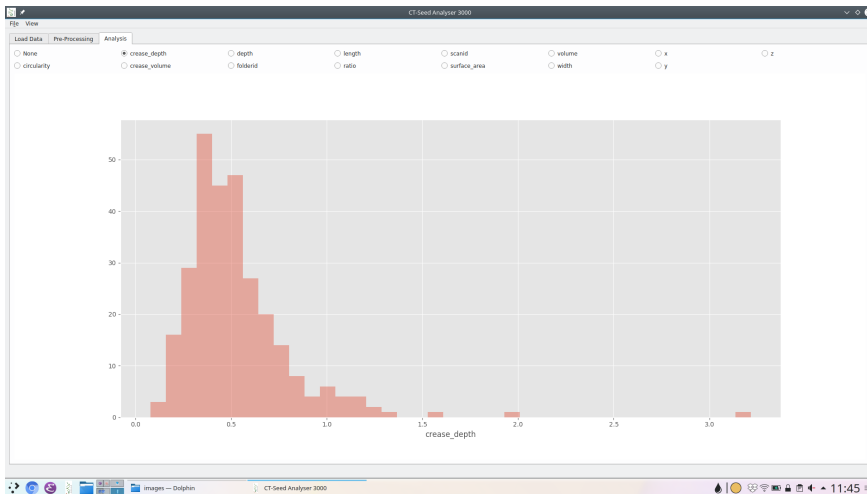 CT-Seed Analyser 3000
File View
Load Data Pre-Processing Analysis
None crease_depth depth length scanid volume x z
circularity crease_volume folderid ratio surface_area width y
50
40
30
20
10
0
0.0 0.5 1.0 1.5 2.0 2.5 3.0
crease_depth
images — Dolphin CT-Seed Analyser 3000 11:45